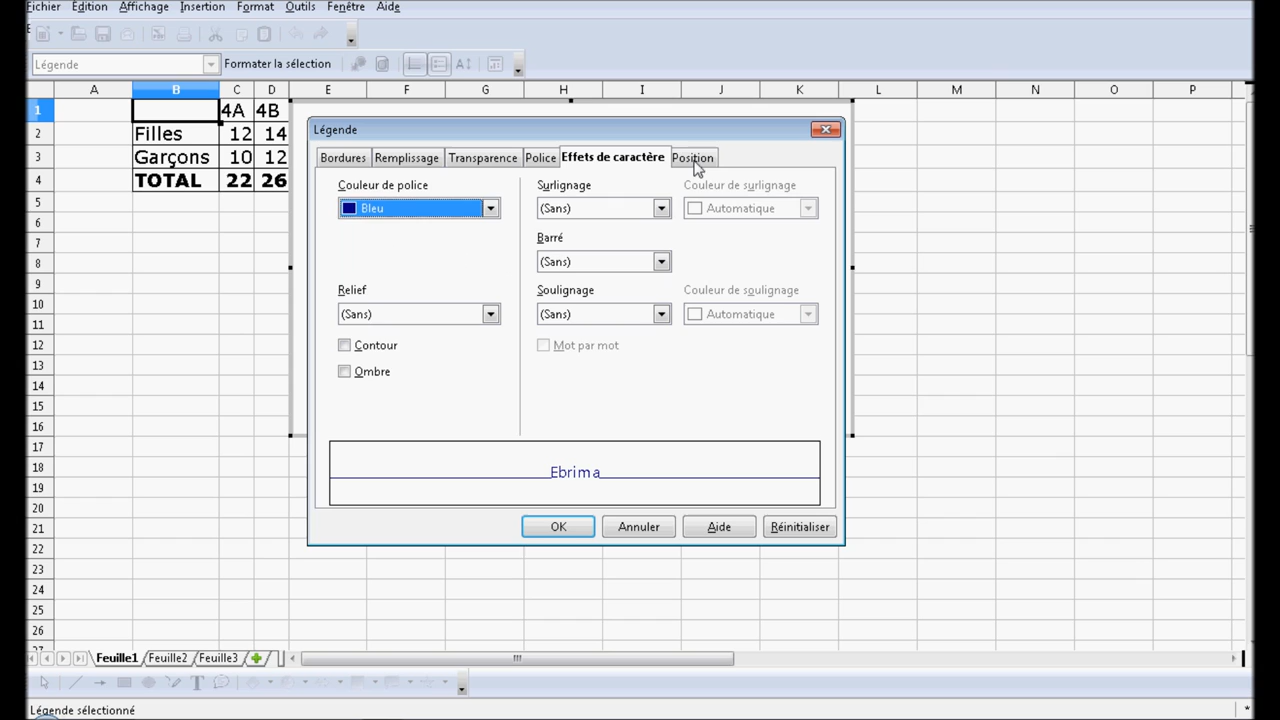 Fichier Edition Affichage Insertion Format Outils Fenêtre Aide
Légende Formater la sélection
A B C D E F G H I J K L M N O P
1 4A 4B
2 Filles 12 14
3 Garçons 10 12
4 TOTAL 22 26
5
6
7
8
9
10
11
12
13
14
15
16
17
18
19
20
21
22
23
24
25
26
Légende
Bordures Remplissage Transparence Police Effets de caractère Position
Couleur de police Surlignage Couleur de surlignage
Bleu (Sans) Automatique
Barré
(Sans)
Relief Soulignage Couleur de soulignage
(Sans) (Sans) Automatique
Contour Mot par mot
Ombre
Ebrima
OK Annuler Aide Réinitialiser
Feuille1 Feuille2 Feuille3
Légende sélectionné